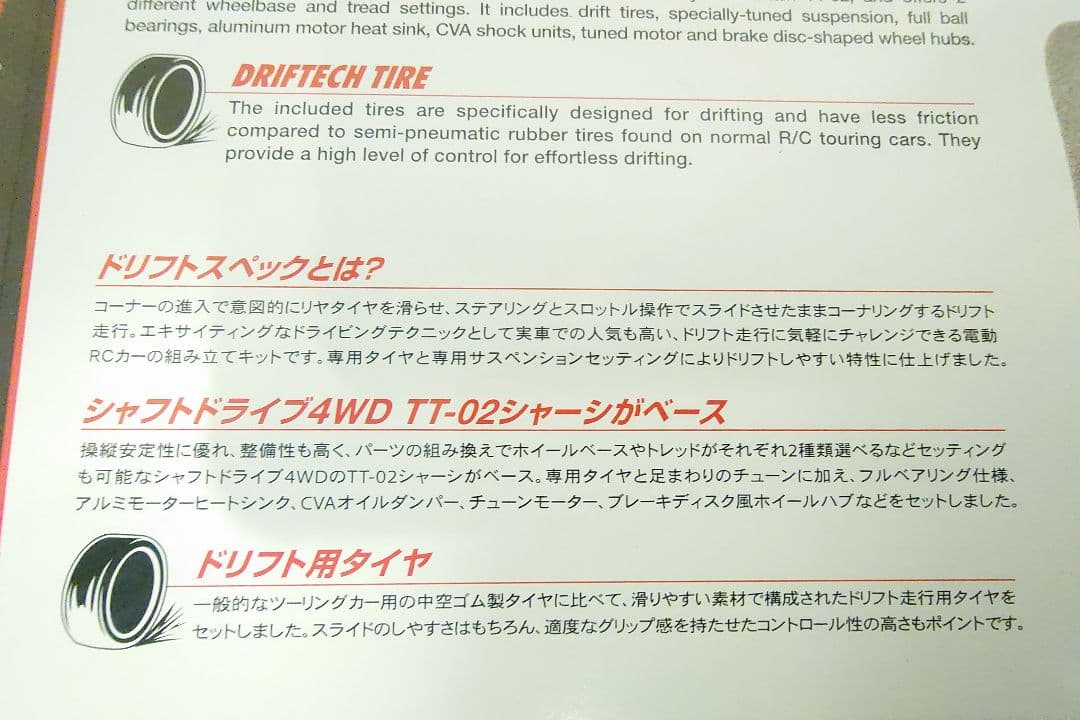 different wheelbase and tread settings. It includes drift tires, specially-tuned suspension, full ball
bearings, aluminum motor heat sink, CVA shock units, tuned motor and brake disc-shaped wheel hubs.
DRIFTECH TIRE
The included tires are specifically designed for drifting and have less friction
compared to semi-pneumatic rubber tires found on normal R/C touring cars. They
provide a high level of control for effortless drifting.
ドリフトスペックとは?
コーナーの進入で意図的にリヤタイヤを滑らせ、ステアリングとスロットル操作でスライドさせたままコーナリングするドリフト
走行。エキサイティングなドライビングテクニックとして実車での人気も高い、ドリフト走行に気軽にチャレンジできる電動
RCカーの組み立てキットです。専用タイヤと専用サスペンションセッティングによりドリフトしやすい特性に仕上げました。
シャフトドライブ4WD TT-02シャーシがベース
操縦安定性に優れ、整備性も高く、パーツの組み換えでホイールベースやトレッドがそれぞれ2種類選べるなどセッティング
も可能なシャフトドライブ4WDのTT-02シャーシがベース。専用タイヤと足まわりのチューンに加え、フルベアリング仕様、
アルミモーターヒートシンク、CVAオイルダンパー、チューンモーター、ブレーキディスク風ホイールハブなどをセットしました。
ドリフト用タイヤ
一般的なツーリングカー用の中空ゴム製タイヤに比べて、滑りやすい素材で構成されたドリフト走行用タイヤを
セットしました。スライドのしやすさはもちろん、適度なグリップ感を持たせたコントロール性の高さもポイントです。